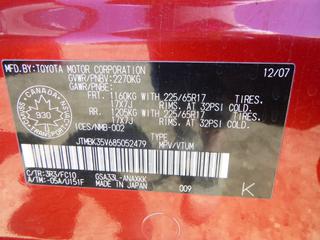 MFD.BY:TOYOTA MOTOR CORPORATION 12/07
GVWR/PNBV:2270KG
GAWR/PNBE:
FRT. 1160KG WITH 225/65R17 TIRES
17X7J RIMS AT 32PSI COLD.
RR. 1205KG WITH 225/65R17 TIRES
17X7J RIMS AT 32PSI COLD.
CANADA
930
ICES/NMB-002
JTMBK35V685052479
TYPE
MPV/VTUM
C/TR:3R3/FC10 GSA33L-ANAXKK
A/TM:-05A/U151F MADE IN JAPAN 009 K